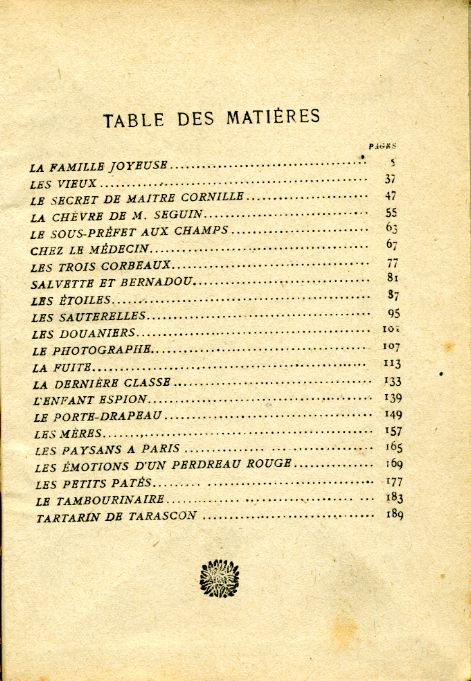 TABLE DES MATIÈRES
PAGES
LA FAMILLE JOYEUSE 5
LES VIEUX 37
LE SECRET DE MAITRE CORNILLE 47
LA CHÈVRE DE M. SEGUIN 55
LE SOUS-PRÉFET AUX CHAMPS 63
CHEZ LE MÉDECIN 67
LES TROIS CORBEAUX 77
SALVETTE ET BERNADOU 81
LES ÉTOILES 87
LES SAUTERELLES 95
LES DOUANIERS 101
LE PHOTOGRAPHE 107
LA FUITE 113
LA DERNIÈRE CLASSE 133
L'ENFANT ESPION 139
LE PORTE-DRAPEAU 149
LES MÈRES 157
LES PAYSANS A PARIS 165
LES ÉMOTIONS D'UN PERDREAU ROUGE 169
LES PETITS PATÉS 177
LE TAMBOURINAIRE 183
TARTARIN DE TARASCON 189